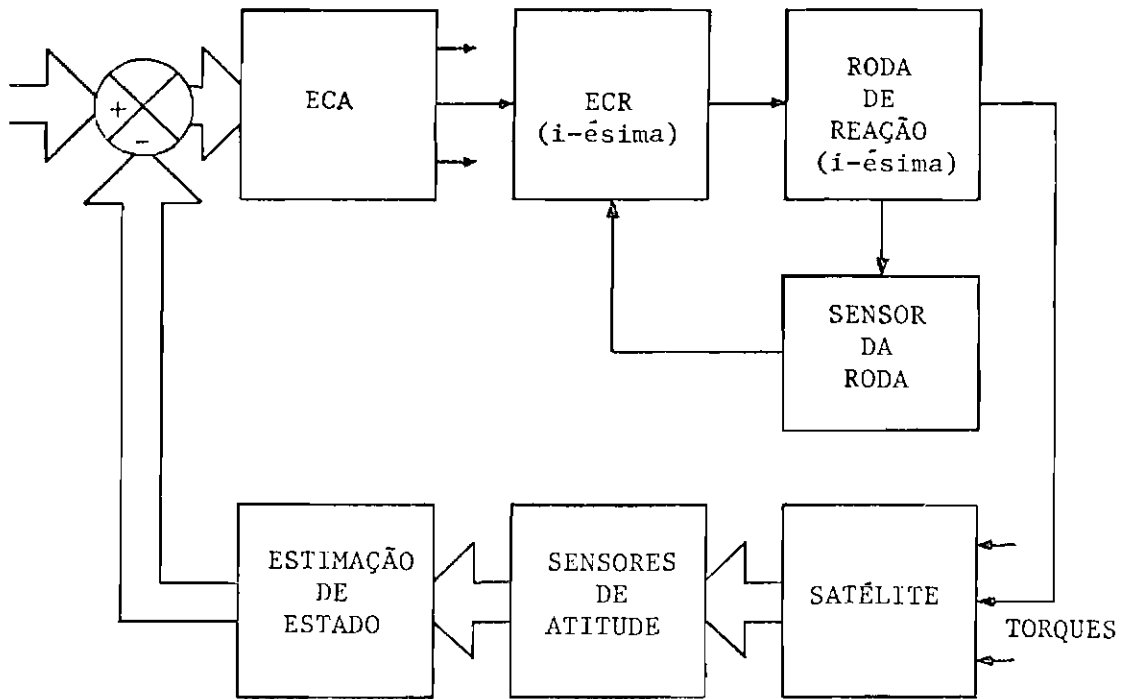 +
-
ECA
ECR
(i-ésima)
RODA
DE
REAÇÃO
(i-ésima)
SENSOR
DA
RODA
ESTIMAÇÃO
DE
ESTADO
SENSORES
DE
ATITUDE
SATÉLITE
TORQUES